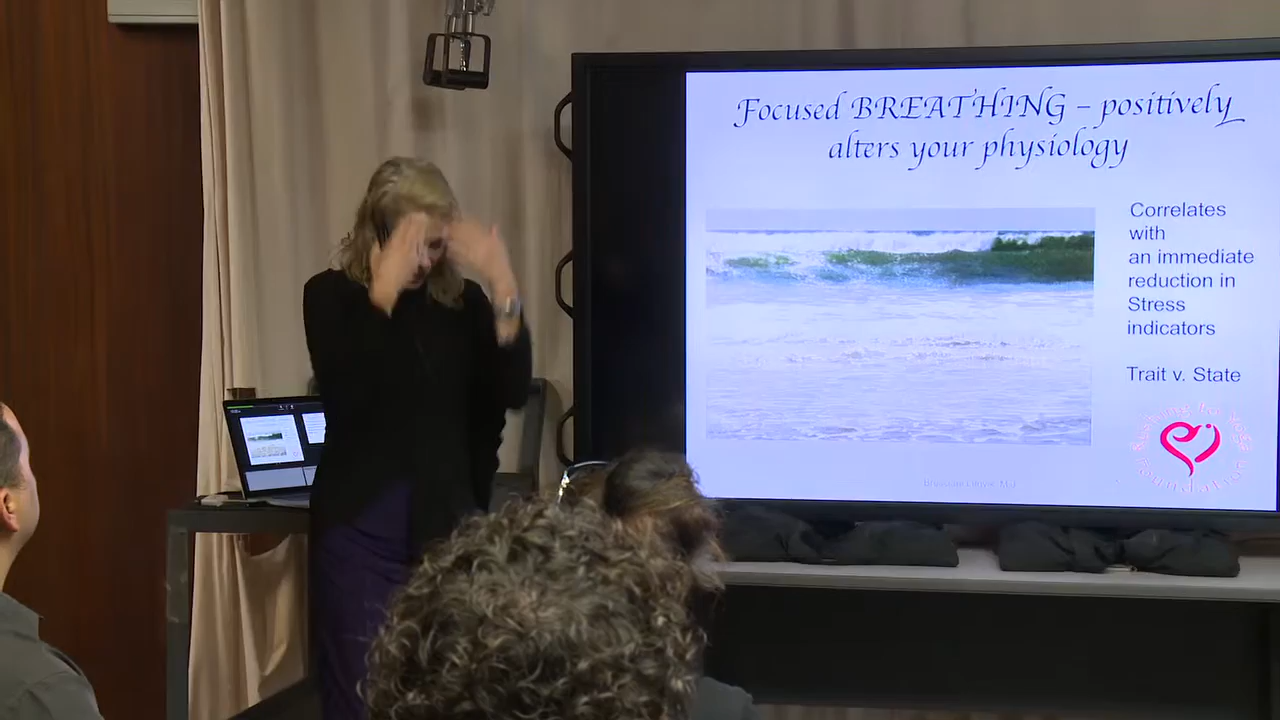 Focused BREATHING – positively
alters your physiology
Correlates
with
an immediate
reduction in
Stress
indicators
Trait v. State